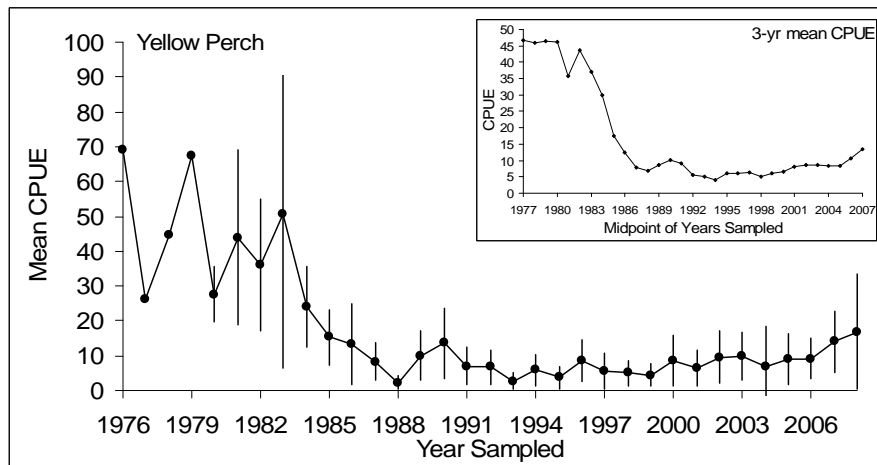 Yellow Perch
Mean CPUE
100
90
80
70
60
50
40
30
20
10
0
1976 1979 1982 1985 1988 1991 1994 1997 2000 2003 2006
Year Sampled
3-yr mean CPUE
CPUE
50
45
40
35
30
25
20
15
10
5
0
1977 1980 1983 1986 1989 1992 1995 1998 2001 2004 2007
Midpoint of Years Sampled